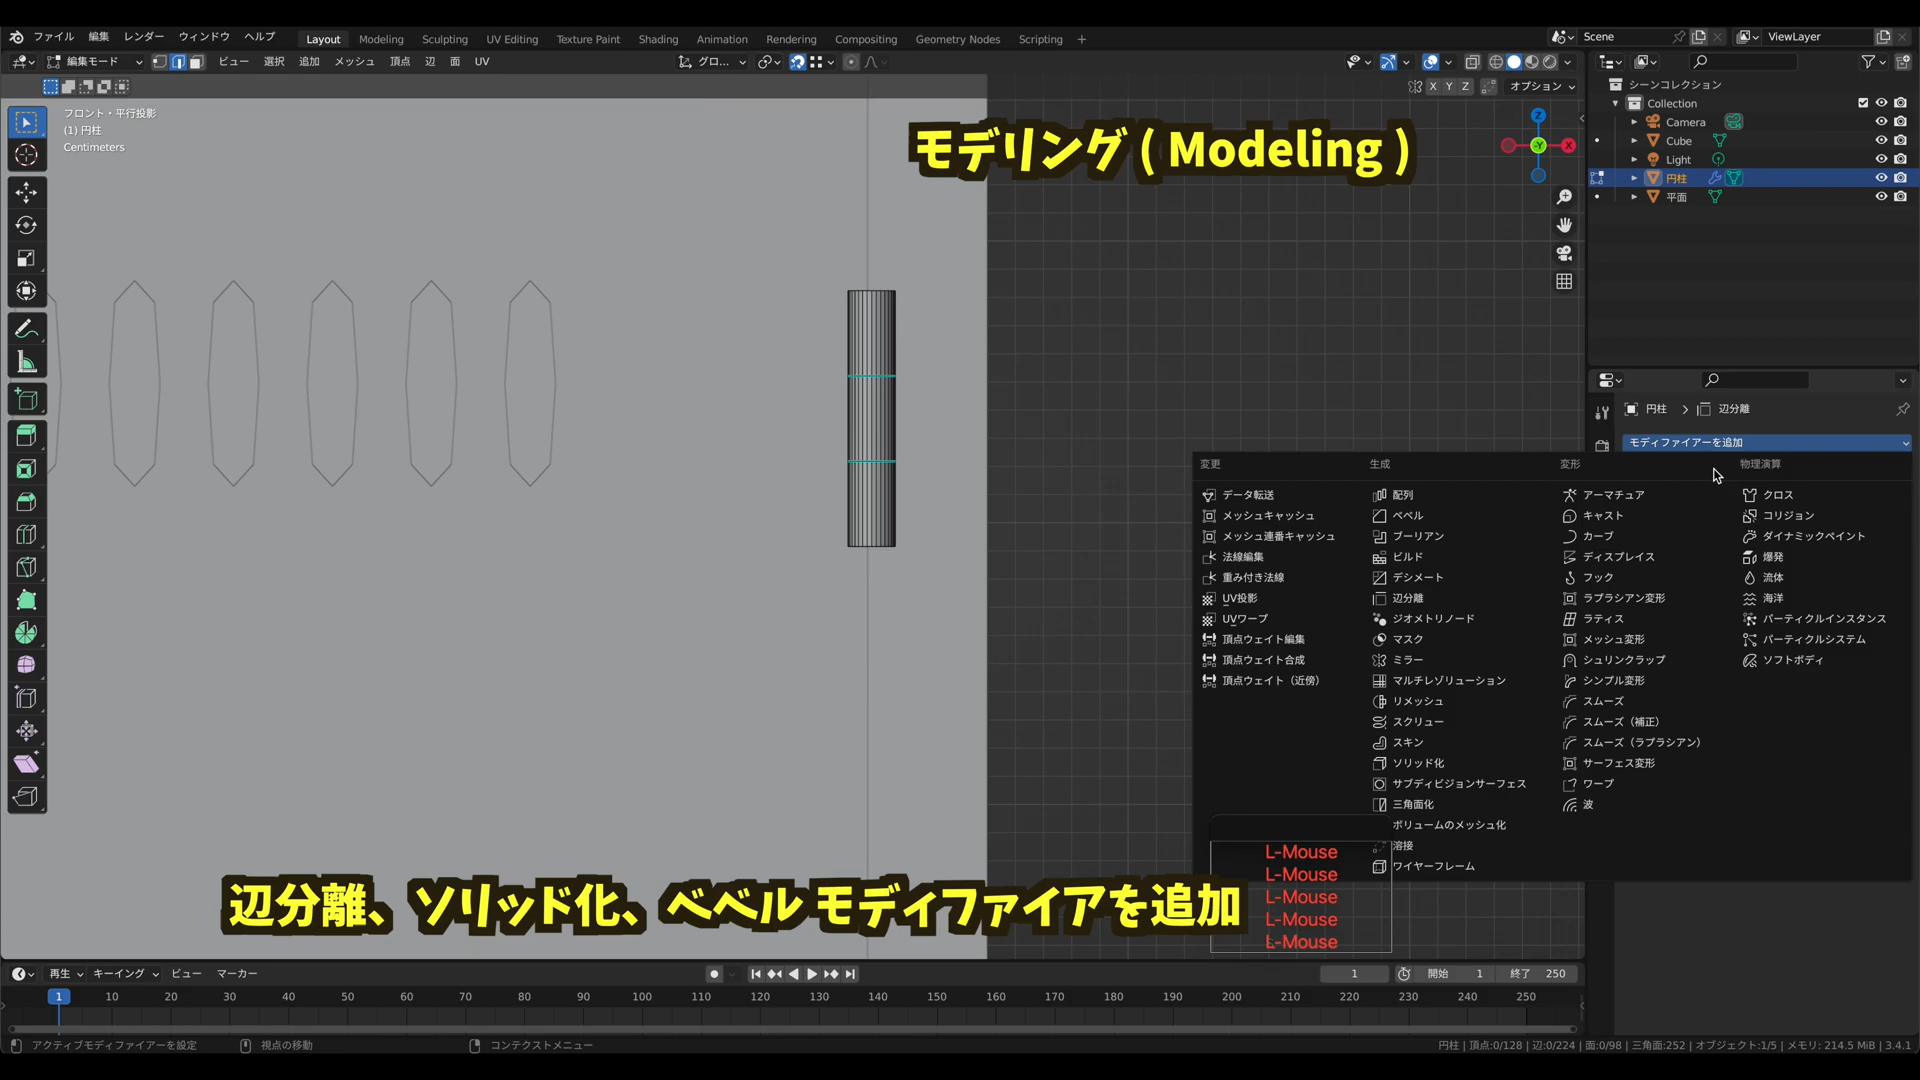 ファイル 編集 レンダー ウィンドウ ヘルプ Layout Modeling Sculpting UV Editing Texture Paint Shading Animation Rendering Compositing Geometry Nodes Scripting + Scene ViewLayer
編集モード ビュー 選択 追加 メッシュ 頂点 辺 面 UV グロ...
X Y Z オプション
シーンコレクション
Collection
Camera
Cube
Light
円柱
平面
フロント・平行投影
(1) 円柱
Centimeters
モデリング ( Modeling )
Z
-Y
X
円柱 > 辺分離
モディファイアーを追加
変更
データ転送
メッシュキャッシュ
メッシュ連番キャッシュ
法線編集
重み付き法線
UV投影
UVワープ
頂点ウェイト編集
頂点ウェイト合成
頂点ウェイト（近傍）
生成
配列
ベベル
ブーリアン
ビルド
デシメート
辺分離
ジオメトリノード
マスク
ミラー
マルチレゾリューション
リメッシュ
スクリュー
スキン
ソリッド化
サブディビジョンサーフェス
三角面化
ボリュームのメッシュ化
溶接
ワイヤーフレーム
変形
アーマチュア
キャスト
カーブ
ディスプレイス
フック
ラプラシアン変形
ラティス
メッシュ変形
シュリンクラップ
シンプル変形
スムーズ
スムーズ（補正）
スムーズ（ラプラシアン）
サーフェス変形
ワープ
波
物理演算
クロス
コリジョン
ダイナミックペイント
爆発
流体
海洋
パーティクルインスタンス
パーティクルシステム
ソフトボディ
L-Mouse
L-Mouse
L-Mouse
L-Mouse
L-Mouse
辺分離、ソリッド化、ベベル モディファイアを追加
再生 キーイング ビュー マーカー 1 開始 1 終了 250
1 10 20 30 40 50 60 70 80 90 100 110 120 130 140 150 160 170 180 190 200 210 220 230 240 250
アクティブモディファイアーを設定 視点の移動 コンテクストメニュー 円柱 | 頂点:0/128 | 辺:0/224 | 面:0/98 | 三角面:252 | オブジェクト:1/5 | メモリ: 214.5 MiB | 3.4.1